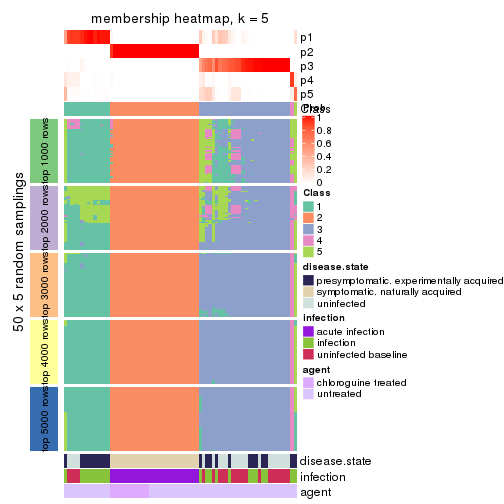 membership heatmap, k = 5
p1
p2
p3
p4
p5
Prob
Class
1
0.8
0.6
0.4
0.2
0
Class
1
2
3
4
5
disease.state
presymptomatic, experimentally acquired
symptomatic, naturally acquired
uninfected
infection
acute infection
infection
uninfected baseline
agent
chloroguine treated
untreated
50 x 5 random samplings
top 1000 rows
top 2000 rows
top 3000 rows
top 4000 rows
top 5000 rows
disease.state
infection
agent